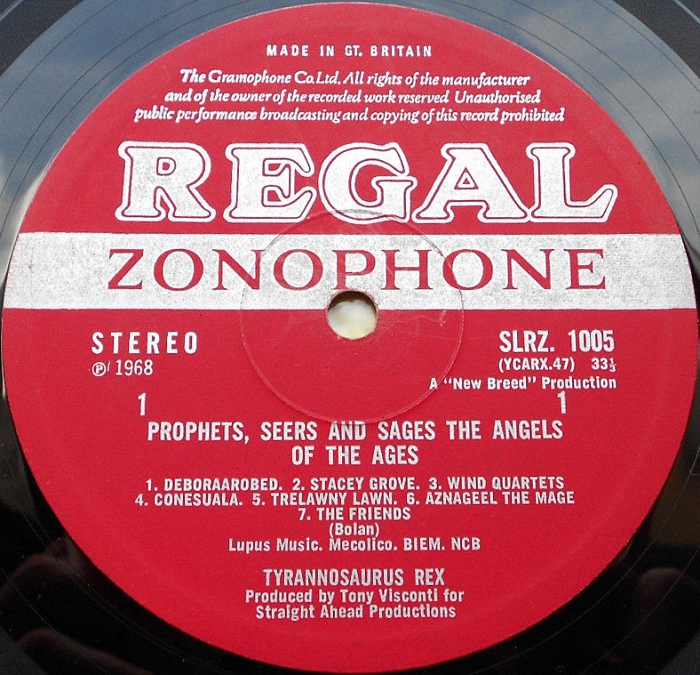 MADE IN GT. BRITAIN
The Gramophone Co. Ltd. All rights of the manufacturer
and of the owner of the recorded work reserved Unauthorised
public performance broadcasting and copying of this record prohibited
REGAL
ZONOPHONE
STEREO
SLRZ. 1005
℗ 1968
(YCARX.47) 33⅓
A "New Breed" Production
1
1
PROPHETS, SEERS AND SAGES THE ANGELS
OF THE AGES
1. DEBORAAROBED. 2. STACEY GROVE. 3. WIND QUARTETS
4. CONESUALA. 5. TRELAWNY LAWN. 6. AZNAGEEL THE MAGE
7. THE FRIENDS
(Bolan)
Lupus Music. Mecolico. BIEM. NCB
TYRANNOSAURUS REX
Produced by Tony Visconti for
Straight Ahead Productions